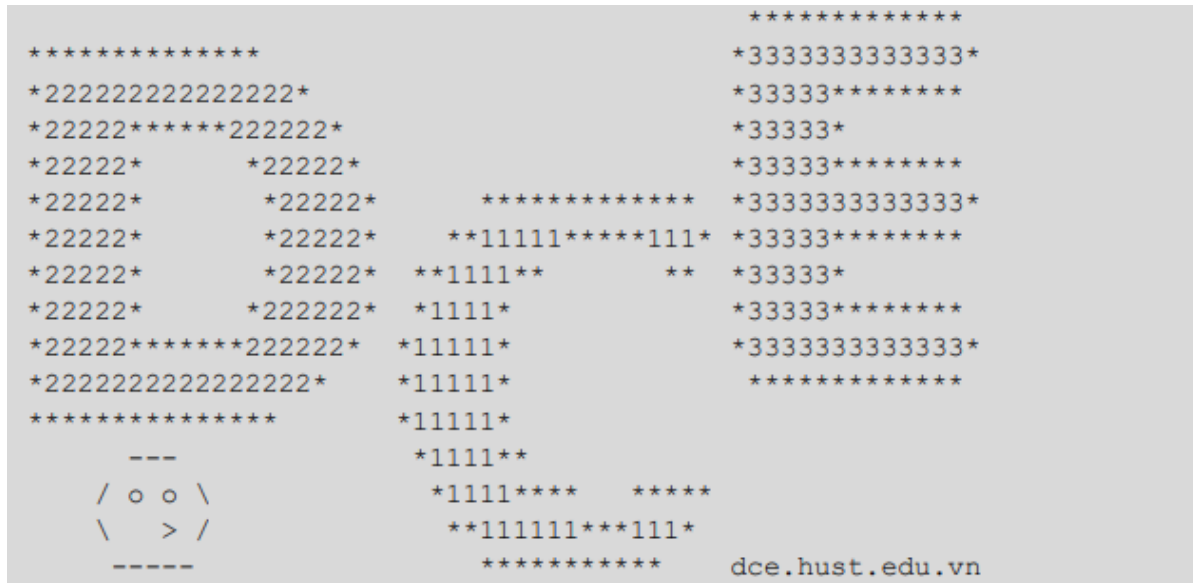 *************
**************                            *3333333333333*
*222222222222222*                         *33333********
*22222******222222*                       *33333*
*22222*      *22222*                      *33333********
*22222*       *22222*      *************  *3333333333333*
*22222*       *22222*    **11111*****111* *33333********
*22222*       *22222*  **1111**       **  *33333*
*22222*      *222222*  *1111*             *33333********
*22222*******222222*  *11111*             *3333333333333*
*2222222222222222*    *11111*              *************
***************       *11111*
      ---              *1111**
    / o o \             *1111****   *****
    \   > /              **111111***111*
     -----                 ***********    dce.hust.edu.vn